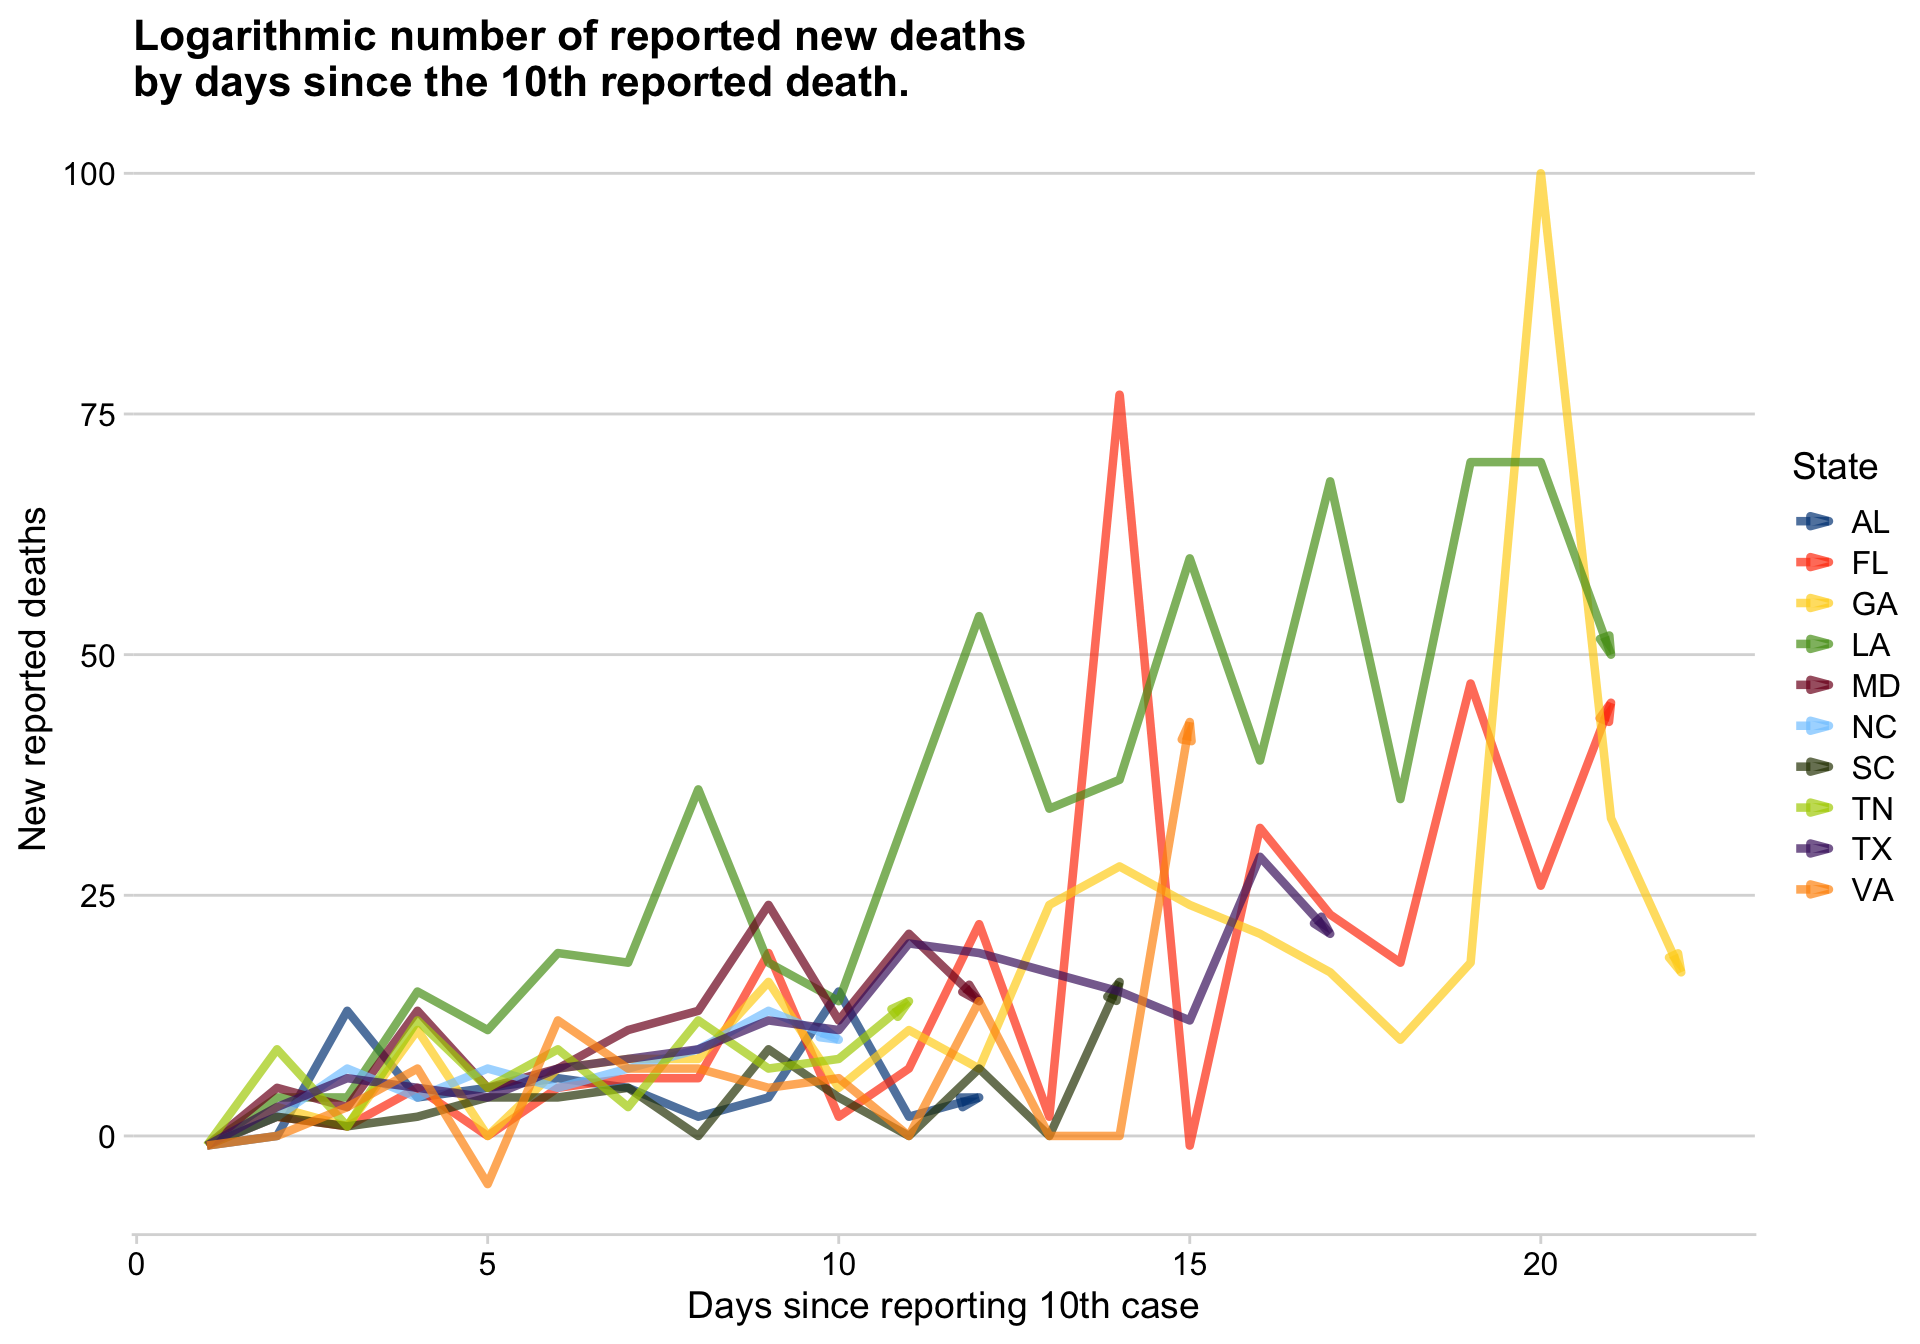 Logarithmic number of reported new deaths
by days since the 10th reported death.
100
75
50
25
0
New reported deaths
0
5
10
15
20
Days since reporting 10th case
State
AL
FL
GA
LA
MD
NC
SC
TN
TX
VA